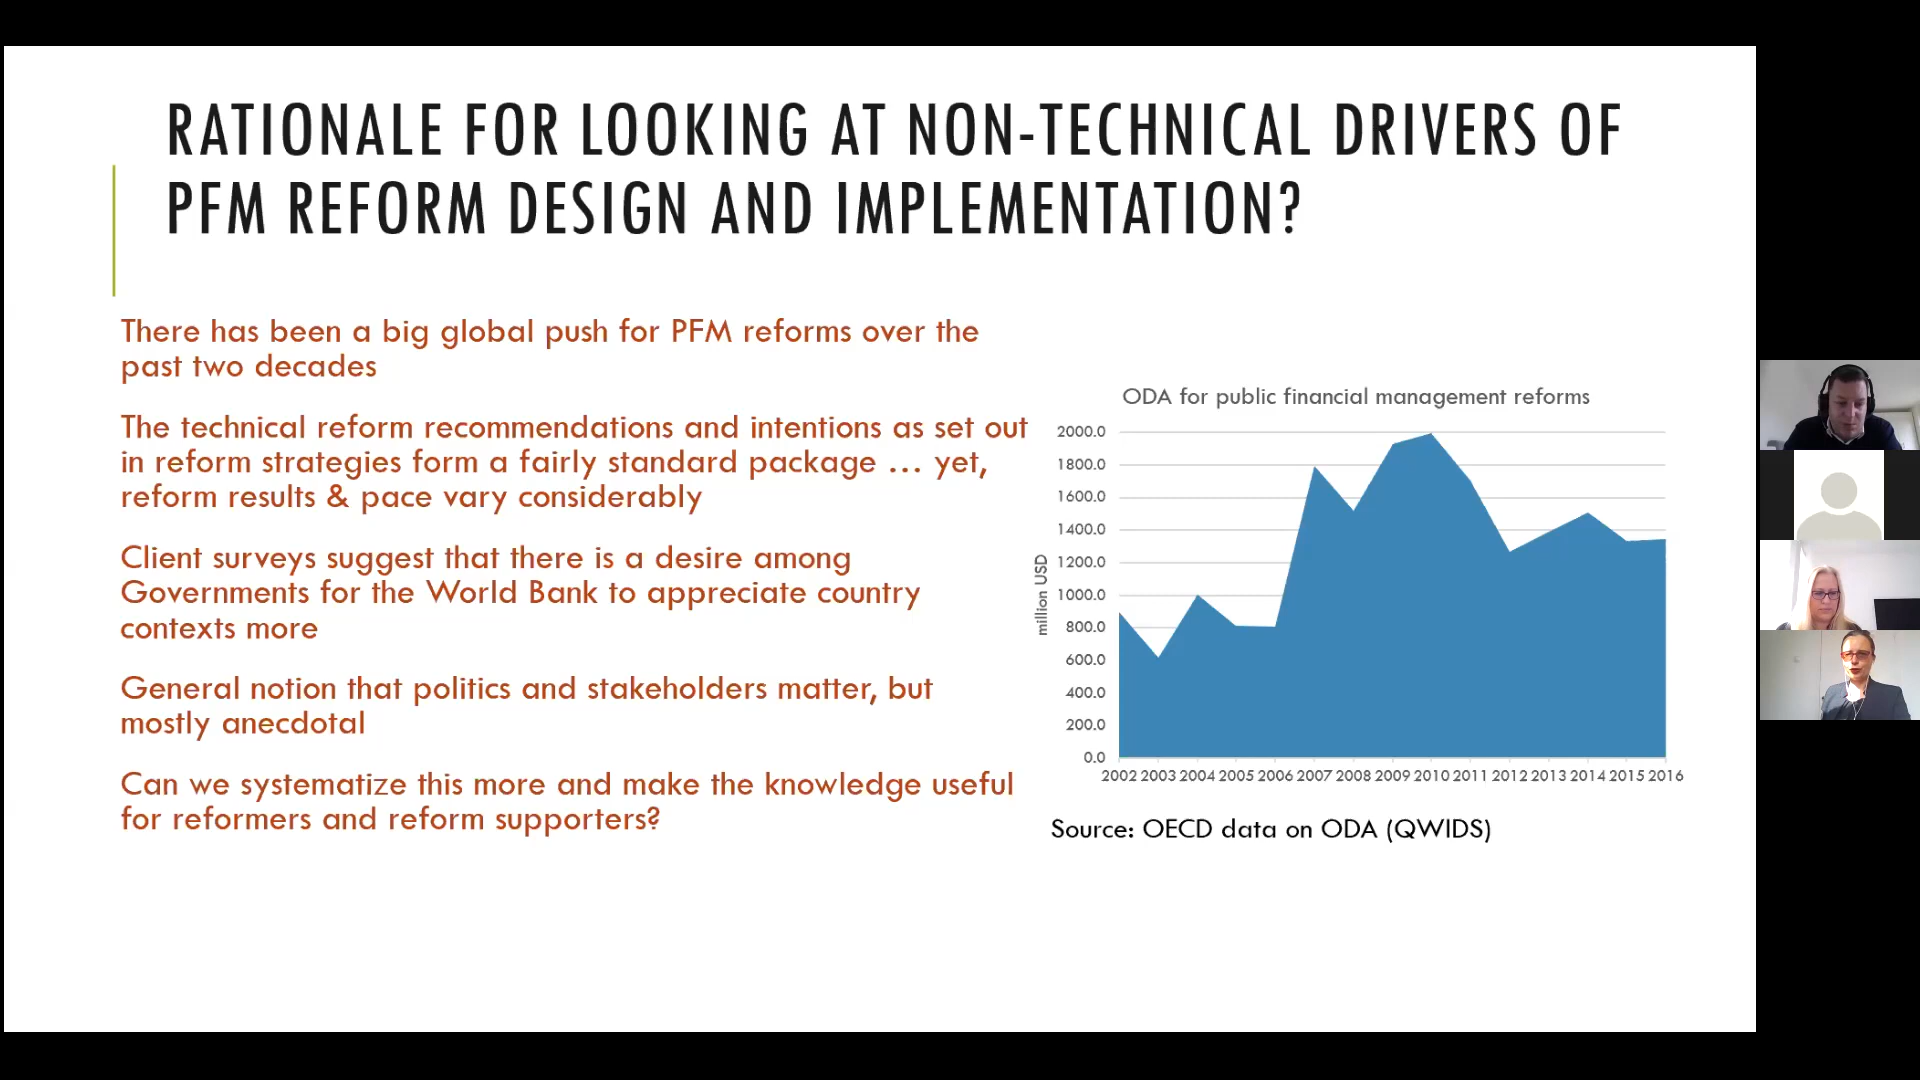 RATIONALE FOR LOOKING AT NON-TECHNICAL DRIVERS OF
PFM REFORM DESIGN AND IMPLEMENTATION?
There has been a big global push for PFM reforms over the
past two decades
The technical reform recommendations and intentions as set out
in reform strategies form a fairly standard package … yet,
reform results & pace vary considerably
Client surveys suggest that there is a desire among
Governments for the World Bank to appreciate country
contexts more
General notion that politics and stakeholders matter, but
mostly anecdotal
Can we systematize this more and make the knowledge useful
for reformers and reform supporters?
ODA for public financial management reforms
million USD
2000.0
1800.0
1600.0
1400.0
1200.0
1000.0
800.0
600.0
400.0
200.0
0.0
2002 2003 2004 2005 2006 2007 2008 2009 2010 2011 2012 2013 2014 2015 2016
Source: OECD data on ODA (QWIDS)